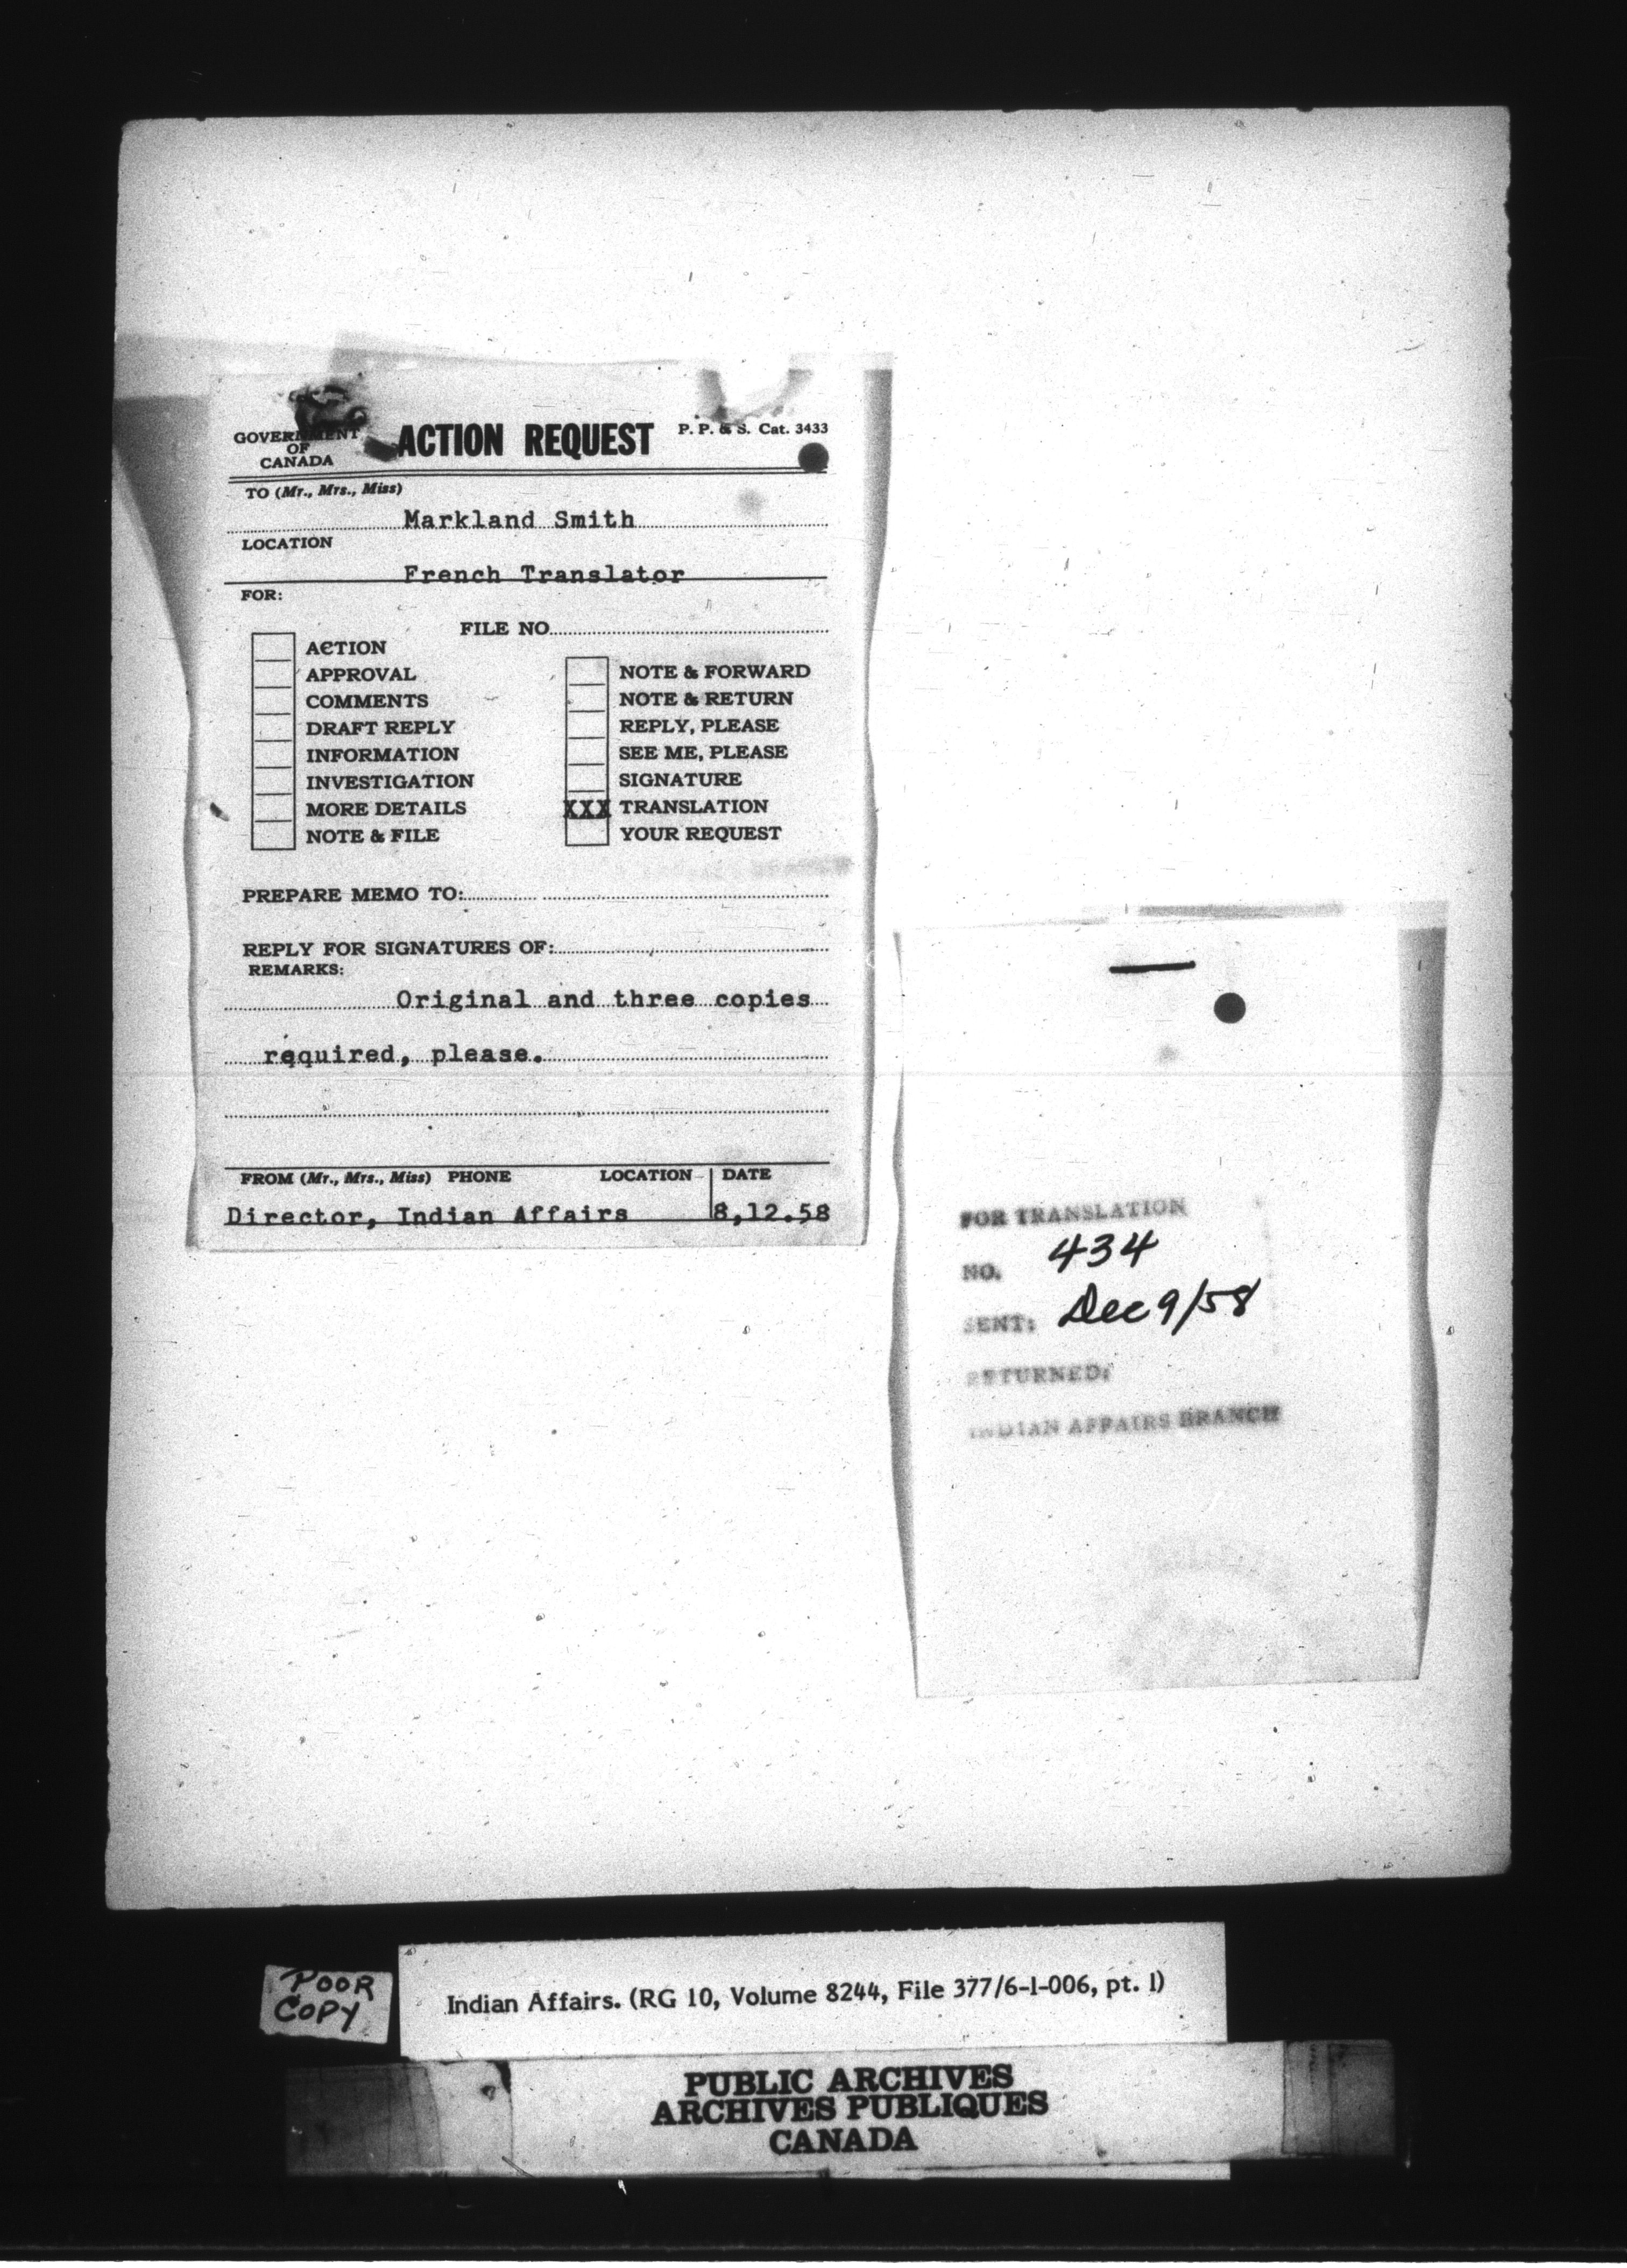 GOVERNMENT
OF
CANADA
ACTION REQUEST
P. P. & S. Cat. 3433
TO (Mr., Mrs., Miss)
Markland Smith
LOCATION
French Translator
FOR:
FILE NO.
ACTION
APPROVAL
COMMENTS
DRAFT REPLY
INFORMATION
INVESTIGATION
MORE DETAILS
NOTE & FILE
NOTE & FORWARD
NOTE & RETURN
REPLY, PLEASE
SEE ME, PLEASE
SIGNATURE
XXX TRANSLATION
YOUR REQUEST
PREPARE MEMO TO:
REPLY FOR SIGNATURES OF:
REMARKS:
Original and three copies
required, please.
FROM (Mr., Mrs., Miss) PHONE LOCATION DATE
Director, Indian Affairs 8,12.58
FOR TRANSLATION
NO. 434
SENT: Dec 9/58
RETURNED:
INDIAN AFFAIRS BRANCH
POOR
COPY
Indian Affairs. (RG 10, Volume 8244, File 377/6-1-006, pt. 1)
PUBLIC ARCHIVES
ARCHIVES PUBLIQUES
CANADA